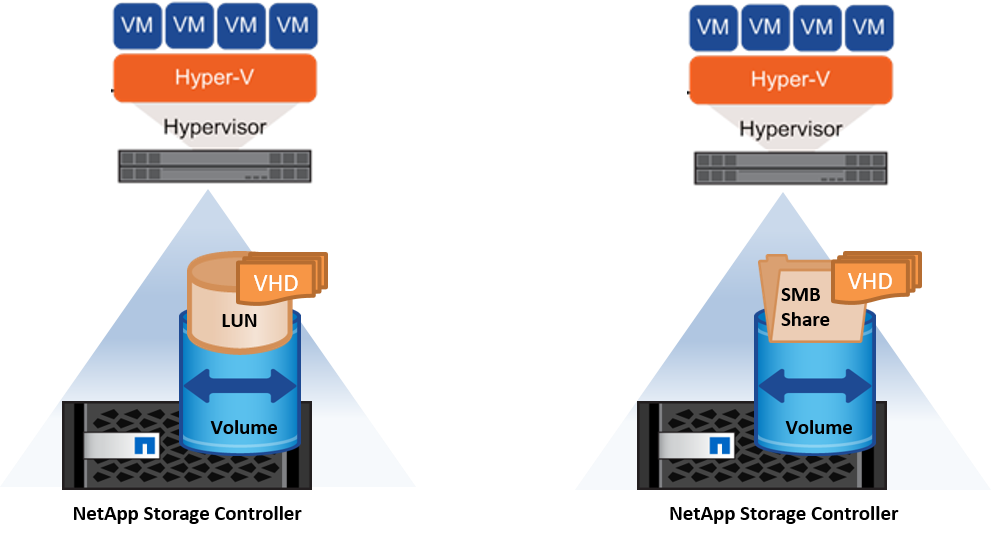 VM VM VM VM
Hyper-V
Hypervisor
VHD
LUN
Volume
NetApp Storage Controller
VM VM VM VM
Hyper-V
Hypervisor
VHD
SMB
Share
Volume
NetApp Storage Controller